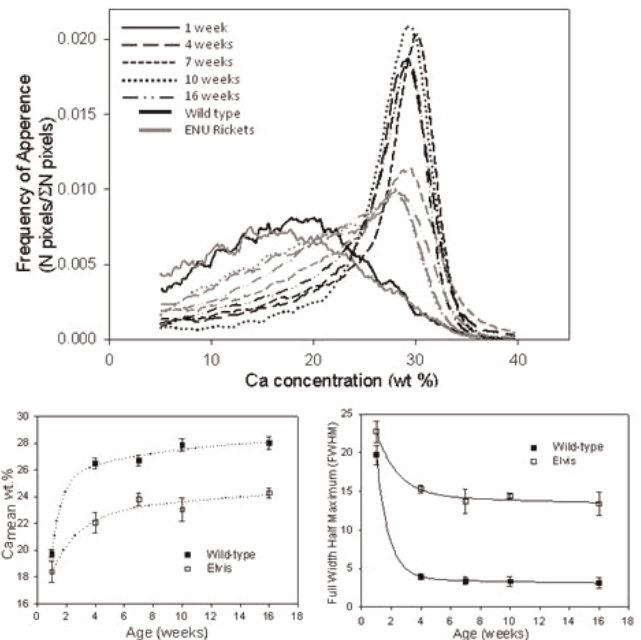 Frequency of Apperence
(N pixels/ΣN pixels)
0.020
0.015
0.010
0.005
0.000
1 week
4 weeks
7 weeks
10 weeks
16 weeks
Wild type
ENU Rickets
0 10 20 30 40
Ca concentration (wt %)
Camean wt.%
30
28
26
24
22
20
18
16
Wild-type
Elvis
0 2 4 6 8 10 12 14 16 18
Age (weeks)
Full Width Half Maximum (FWHM)
25
20
15
10
5
0
Wild-type
Elvis
0 2 4 6 8 10 12 14 16 18
Age (weeks)